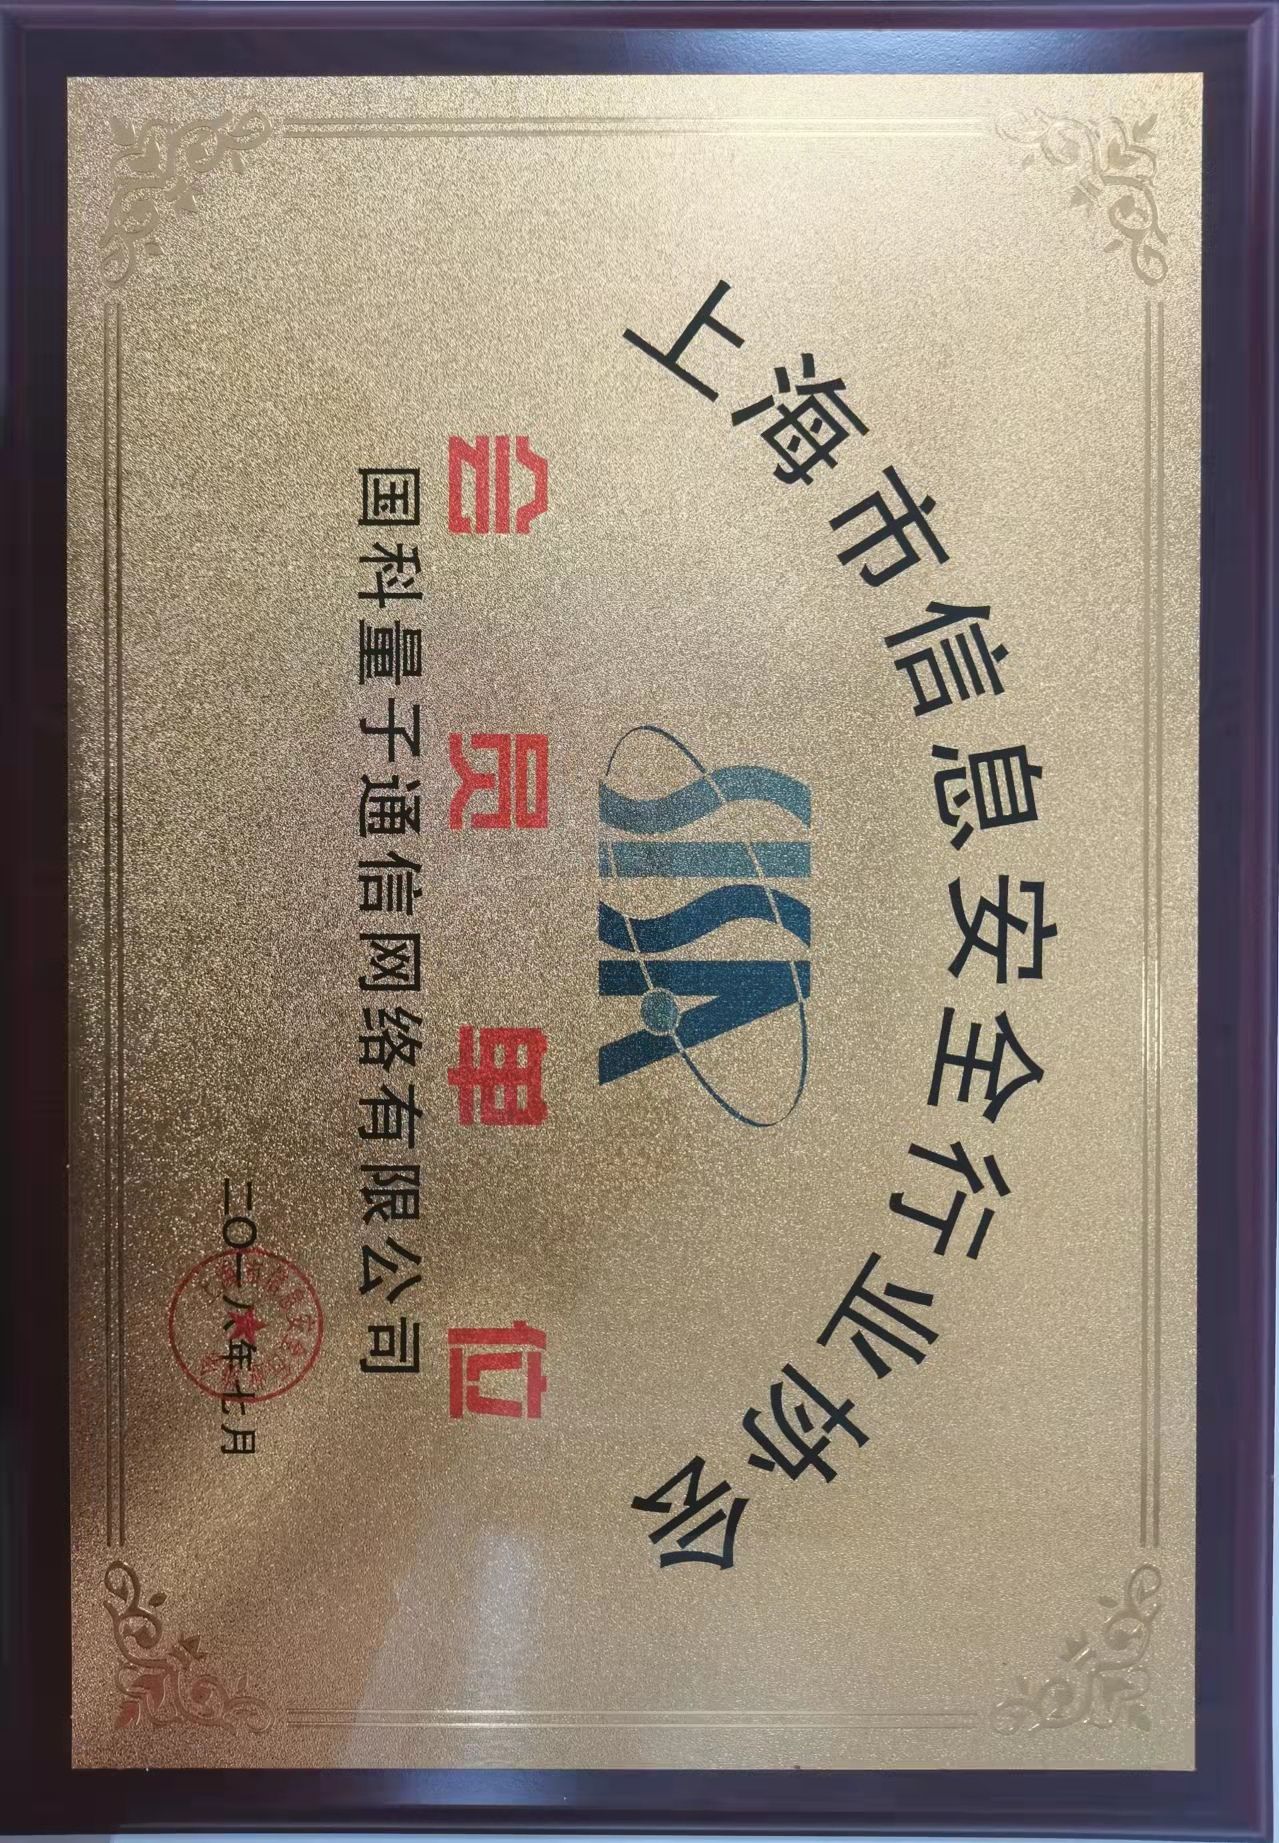 上海市信息安全行业协会
SISA
会员单位
国科量子通信网络有限公司
二〇一八年七月